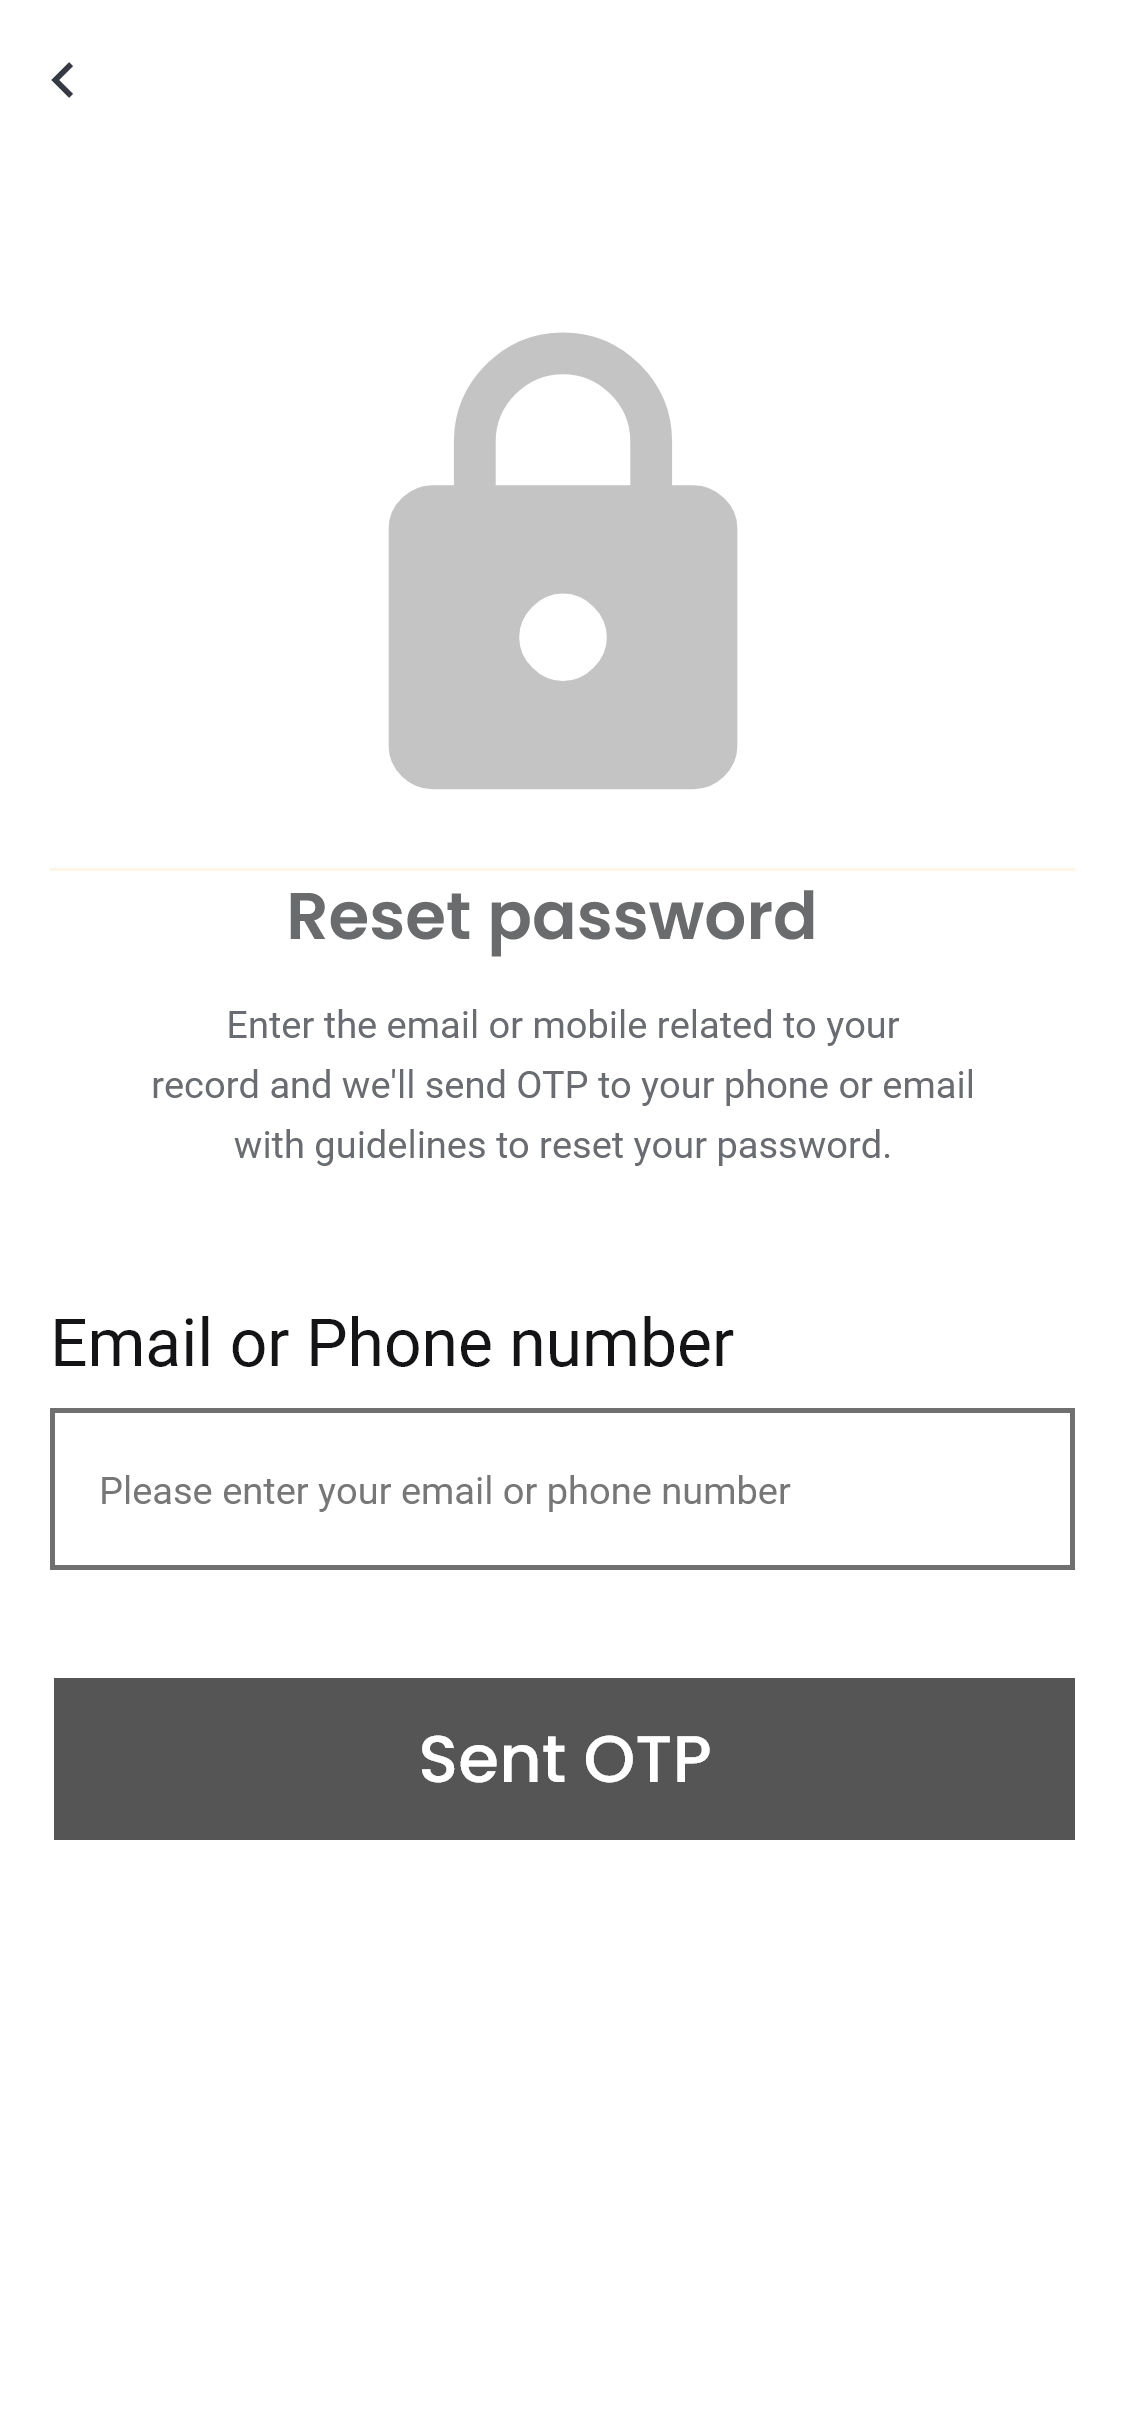 Reset password
Enter the email or mobile related to your
record and we'll send OTP to your phone or email
with guidelines to reset your password.
Email or Phone number
Please enter your email or phone number
Sent OTP